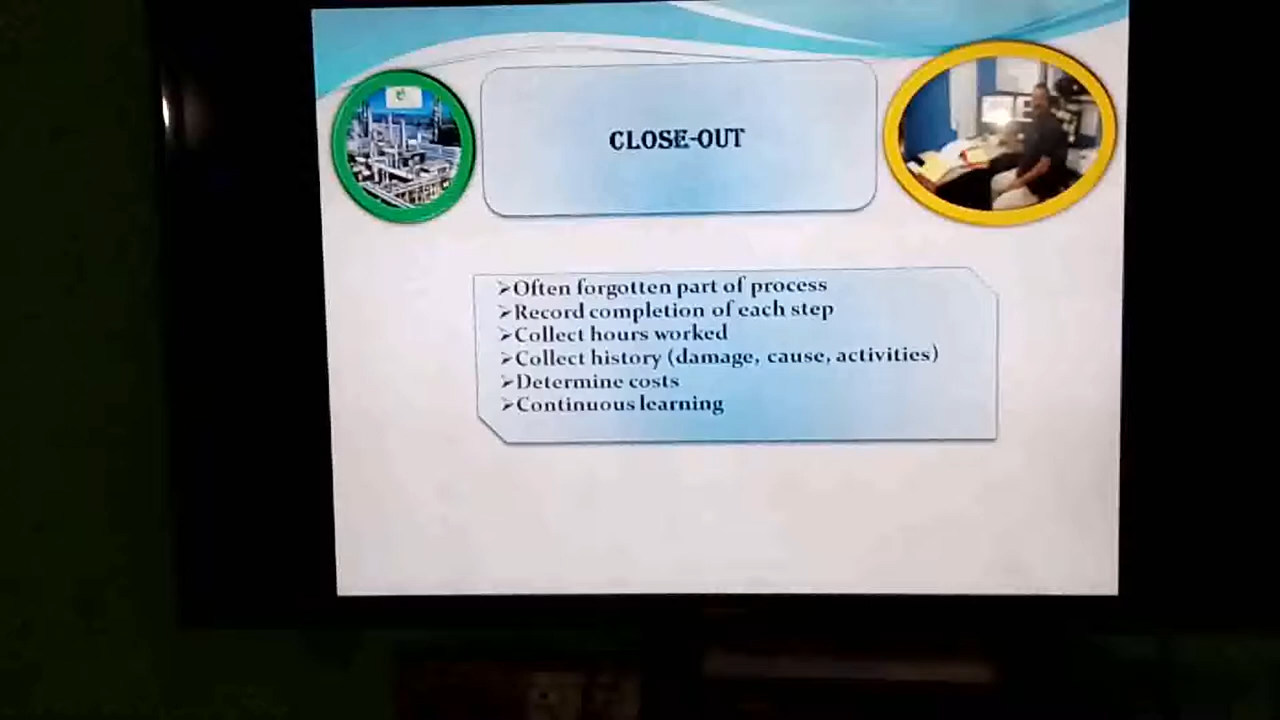 CLOSE-OUT
➢Often forgotten part of process
➢Record completion of each step
➢Collect hours worked
➢Collect history (damage, cause, activities)
➢Determine costs
➢Continuous learning